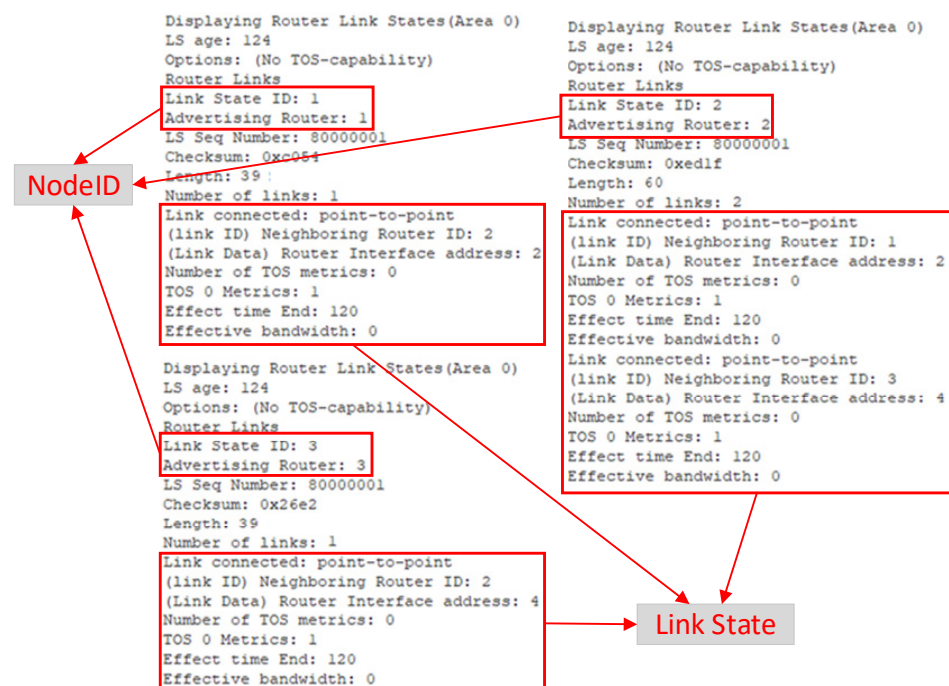 Displaying Router Link States(Area 0)
LS age: 124
Options: (No TOS-capability)
Router Links
Link State ID: 1
Advertising Router: 1
LS Seq Number: 80000001
Checksum: 0xc054
Length: 39 :
Number of links: 1
Link connected: point-to-point
(link ID) Neighboring Router ID: 2
(Link Data) Router Interface address: 2
Number of TOS metrics: 0
TOS 0 Metrics: 1
Effect time End: 120
Effective bandwidth: 0
Displaying Router Link States(Area 0)
LS age: 124
Options: (No TOS-capability)
Router Links
Link State ID: 2
Advertising Router: 2
LS Seq Number: 80000001
Checksum: 0xed1f
Length: 60
Number of links: 2
Link connected: point-to-point
(link ID) Neighboring Router ID: 1
(Link Data) Router Interface address: 2
Number of TOS metrics: 0
TOS 0 Metrics: 1
Effect time End: 120
Effective bandwidth: 0
Link connected: point-to-point
(link ID) Neighboring Router ID: 3
(Link Data) Router Interface address: 4
Number of TOS metrics: 0
TOS 0 Metrics: 1
Effect time End: 120
Effective bandwidth: 0
NodeID
Displaying Router Link States(Area 0)
LS age: 124
Options: (No TOS-capability)
Router Links
Link State ID: 3
Advertising Router: 3
LS Seq Number: 80000001
Checksum: 0x26e2
Length: 39
Number of links: 1
Link connected: point-to-point
(link ID) Neighboring Router ID: 2
(Link Data) Router Interface address: 4
Number of TOS metrics: 0
TOS 0 Metrics: 1
Effect time End: 120
Effective bandwidth: 0
Link State